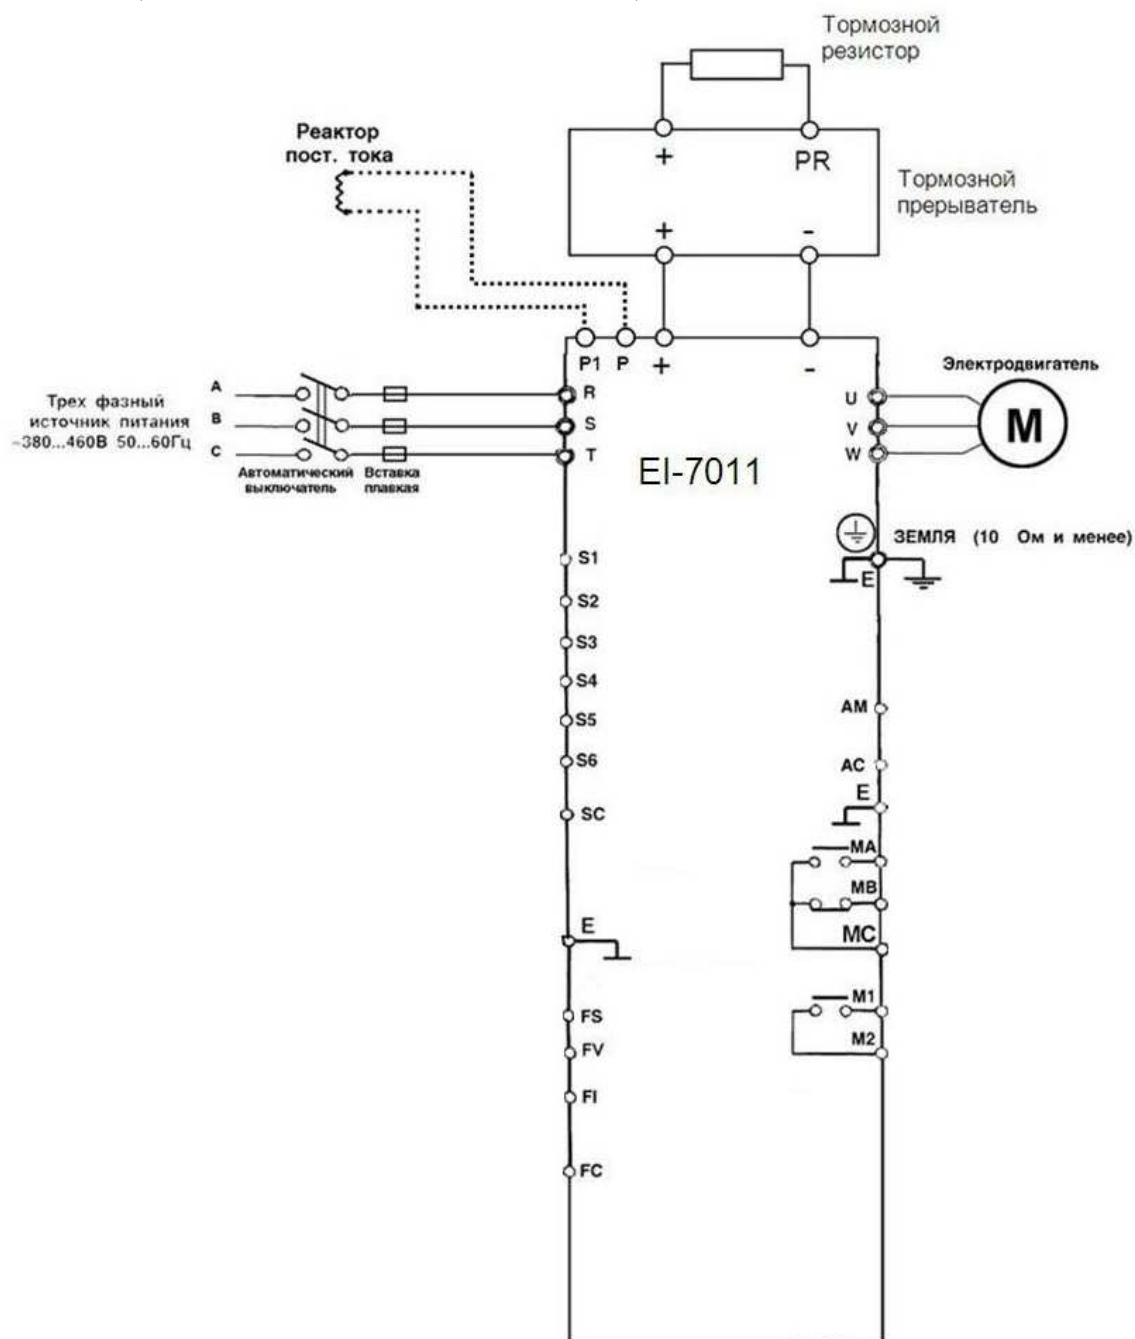 Тормозной
резистор
Реактор
пост. тока
+
PR
Тормозной
прерыватель
+
-
P1
P
+
-
Электродвигатель
Трех фазный
источник питания
~380...460В 50...60Гц
A
B
C
Автоматический
выключатель
Вставка
плавкая
R
S
T
EI-7011
U
V
W
M
ЗЕМЛЯ (10 Ом и менее)
E
S1
S2
S3
S4
S5
S6
SC
E
FS
FV
FI
FC
AM
AC
E
MA
MB
MC
M1
M2